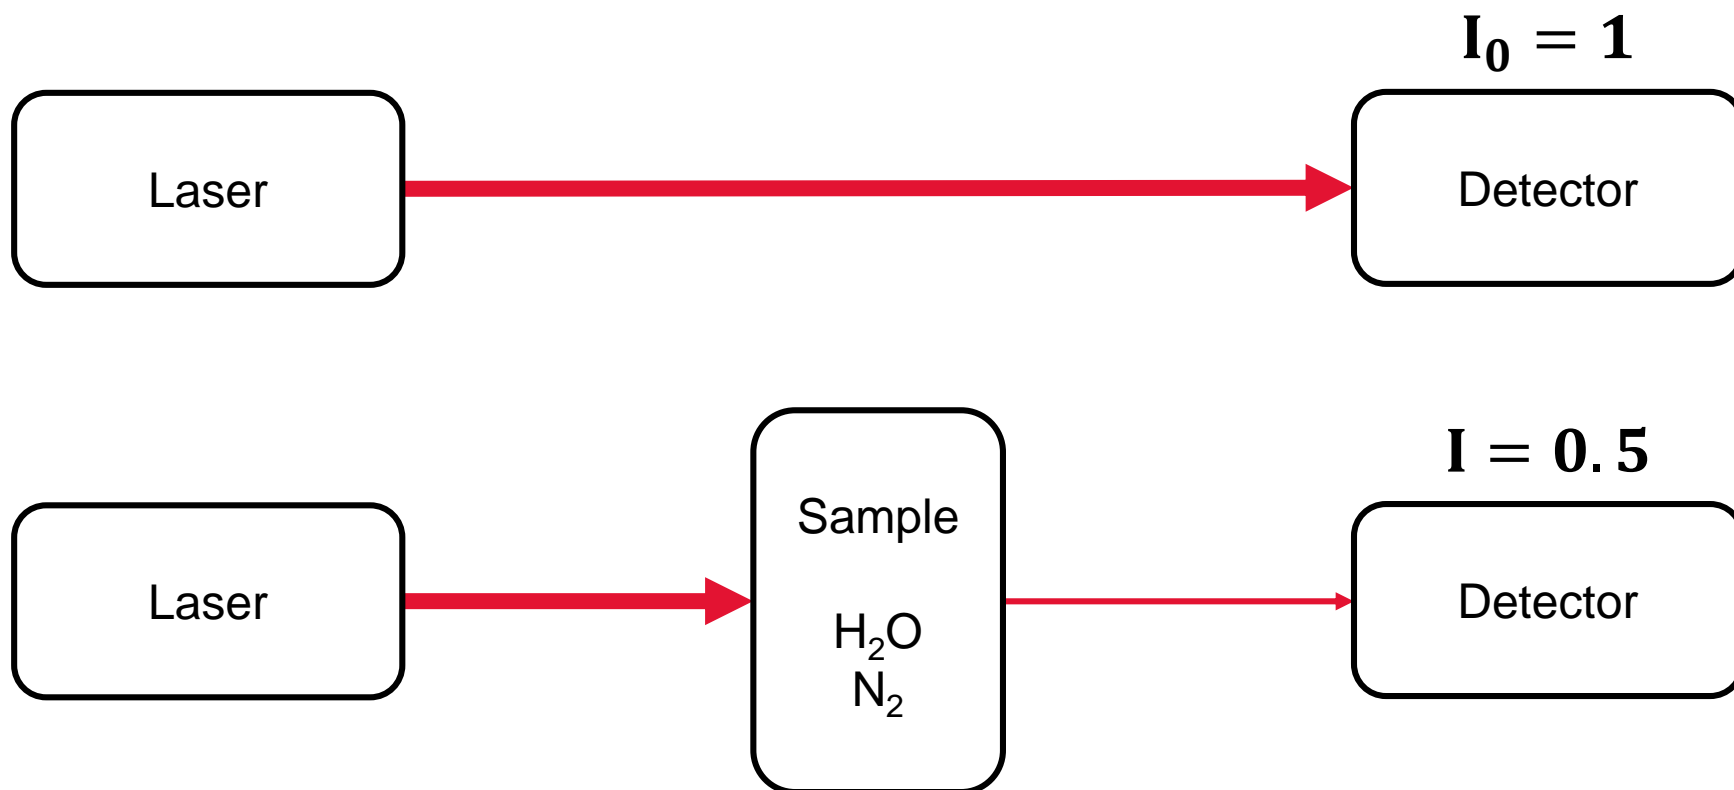 I₀ = 1
Laser
Detector
I = 0.5
Sample
Laser
Detector
H₂O
N₂